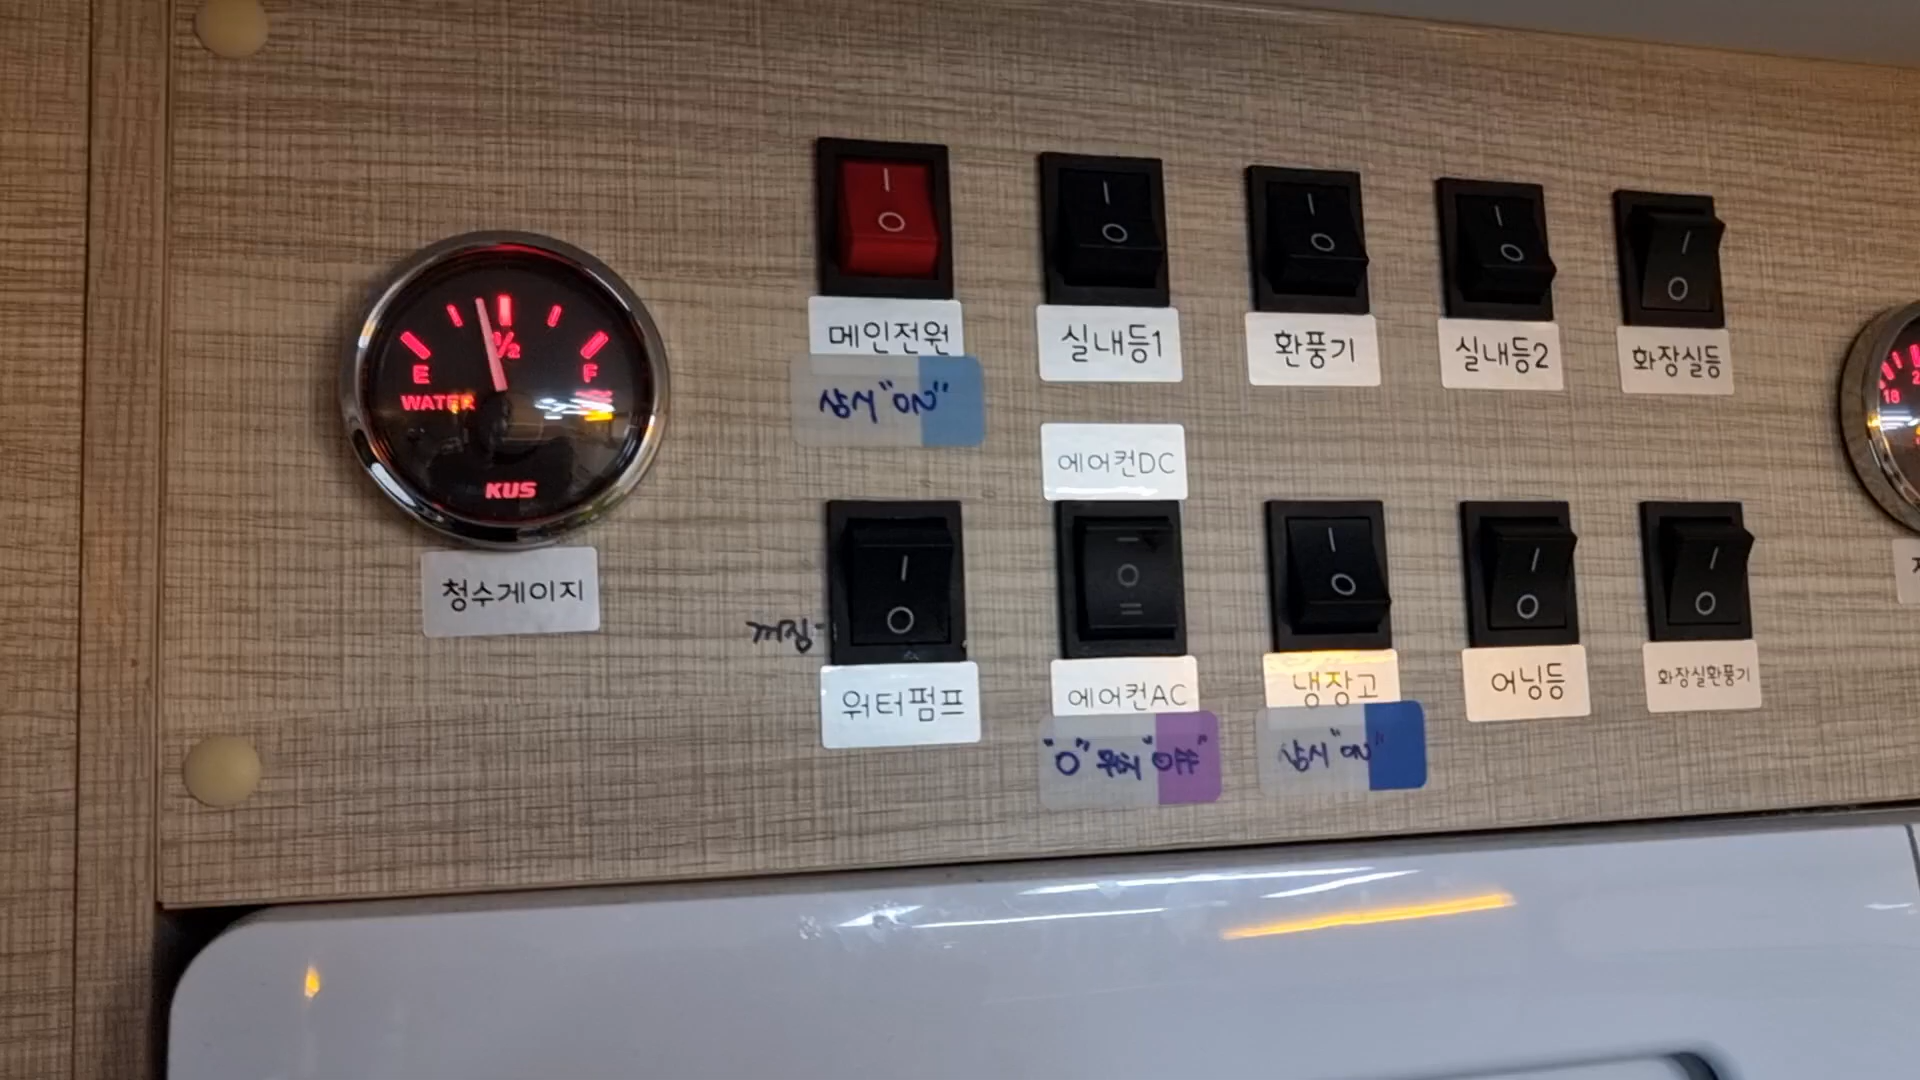 E
1/2
F
WATER
KUS
청수게이지
메인전원
상시 "ON"
실내등1
환풍기
실내등2
화장실등
에어컨DC
꺼짐-
워터펌프
에어컨AC
냉장고
상시 "ON"
어닝등
화장실환풍기
18